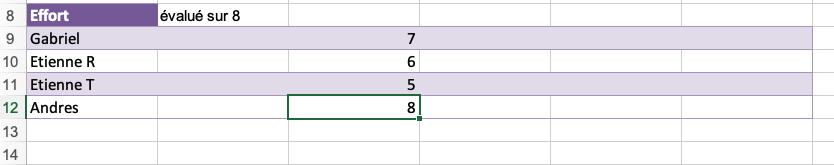 8 Effort évalué sur 8
9 Gabriel 7
10 Etienne R 6
11 Etienne T 5
12 Andres 8
13
14